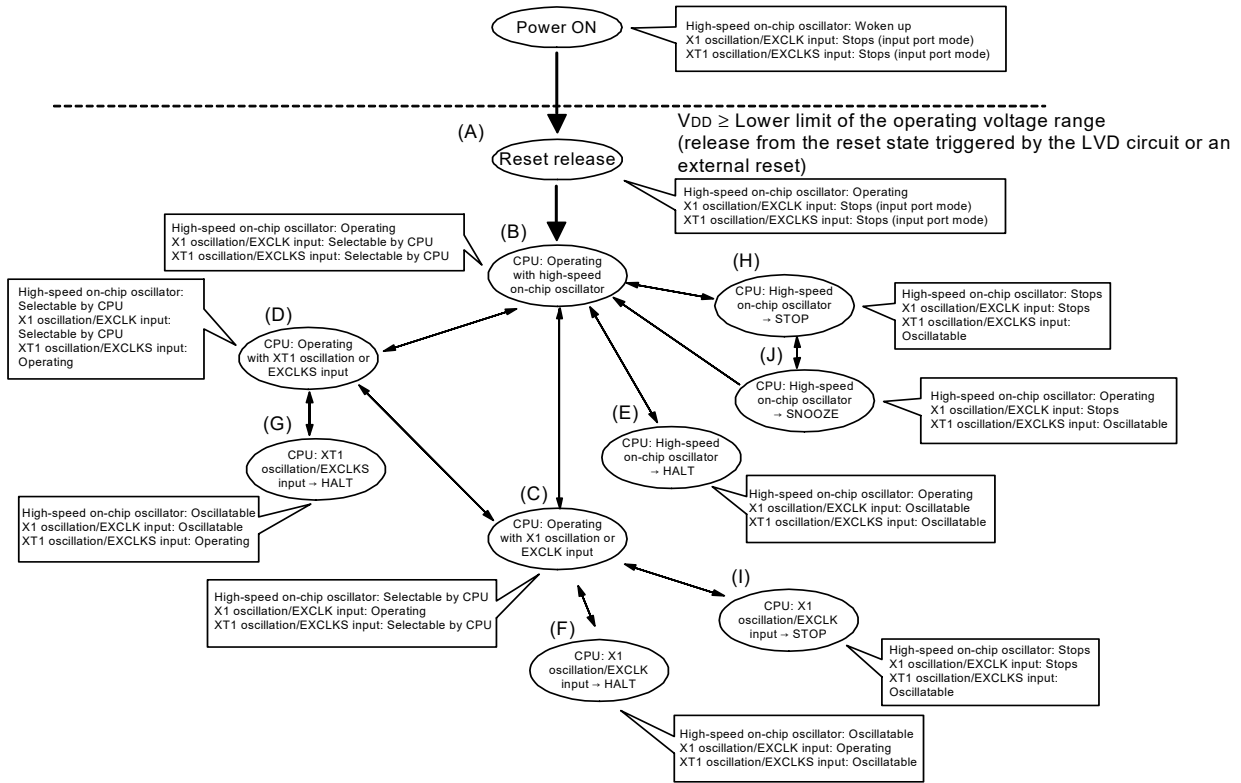 Power ON
High-speed on-chip oscillator: Woken up
X1 oscillation/EXCLK input: Stops (input port mode)
XT1 oscillation/EXCLKS input: Stops (input port mode)
VDD ≥ Lower limit of the operating voltage range
(release from the reset state triggered by the LVD circuit or an
external reset)
(A)
Reset release
High-speed on-chip oscillator: Operating
X1 oscillation/EXCLK input: Stops (input port mode)
XT1 oscillation/EXCLKS input: Stops (input port mode)
High-speed on-chip oscillator: Operating
X1 oscillation/EXCLK input: Selectable by CPU
XT1 oscillation/EXCLKS input: Selectable by CPU
(B)
CPU: Operating
with high-speed
on-chip oscillator
(H)
CPU: High-speed
on-chip oscillator
→ STOP
High-speed on-chip oscillator: Stops
X1 oscillation/EXCLK input: Stops
XT1 oscillation/EXCLKS input:
Oscillatable
High-speed on-chip oscillator:
Selectable by CPU
X1 oscillation/EXCLK input:
Selectable by CPU
XT1 oscillation/EXCLKS input:
Operating
(D)
CPU: Operating
with XT1 oscillation or
EXCLKS input
(J)
CPU: High-speed
on-chip oscillator
→ SNOOZE
High-speed on-chip oscillator: Operating
X1 oscillation/EXCLK input: Stops
XT1 oscillation/EXCLKS input: Oscillatable
(G)
CPU: XT1
oscillation/EXCLKS
input → HALT
High-speed on-chip oscillator: Oscillatable
X1 oscillation/EXCLK input: Oscillatable
XT1 oscillation/EXCLKS input: Operating
(E)
CPU: High-speed
on-chip oscillator
→ HALT
High-speed on-chip oscillator: Operating
X1 oscillation/EXCLK input: Oscillatable
XT1 oscillation/EXCLKS input: Oscillatable
(C)
CPU: Operating
with X1 oscillation or
EXCLK input
High-speed on-chip oscillator: Selectable by CPU
X1 oscillation/EXCLK input: Operating
XT1 oscillation/EXCLKS input: Selectable by CPU
(I)
CPU: X1
oscillation/EXCLK
input → STOP
High-speed on-chip oscillator: Stops
X1 oscillation/EXCLK input: Stops
XT1 oscillation/EXCLKS input:
Oscillatable
(F)
CPU: X1
oscillation/EXCLK
input → HALT
High-speed on-chip oscillator: Oscillatable
X1 oscillation/EXCLK input: Operating
XT1 oscillation/EXCLKS input: Oscillatable